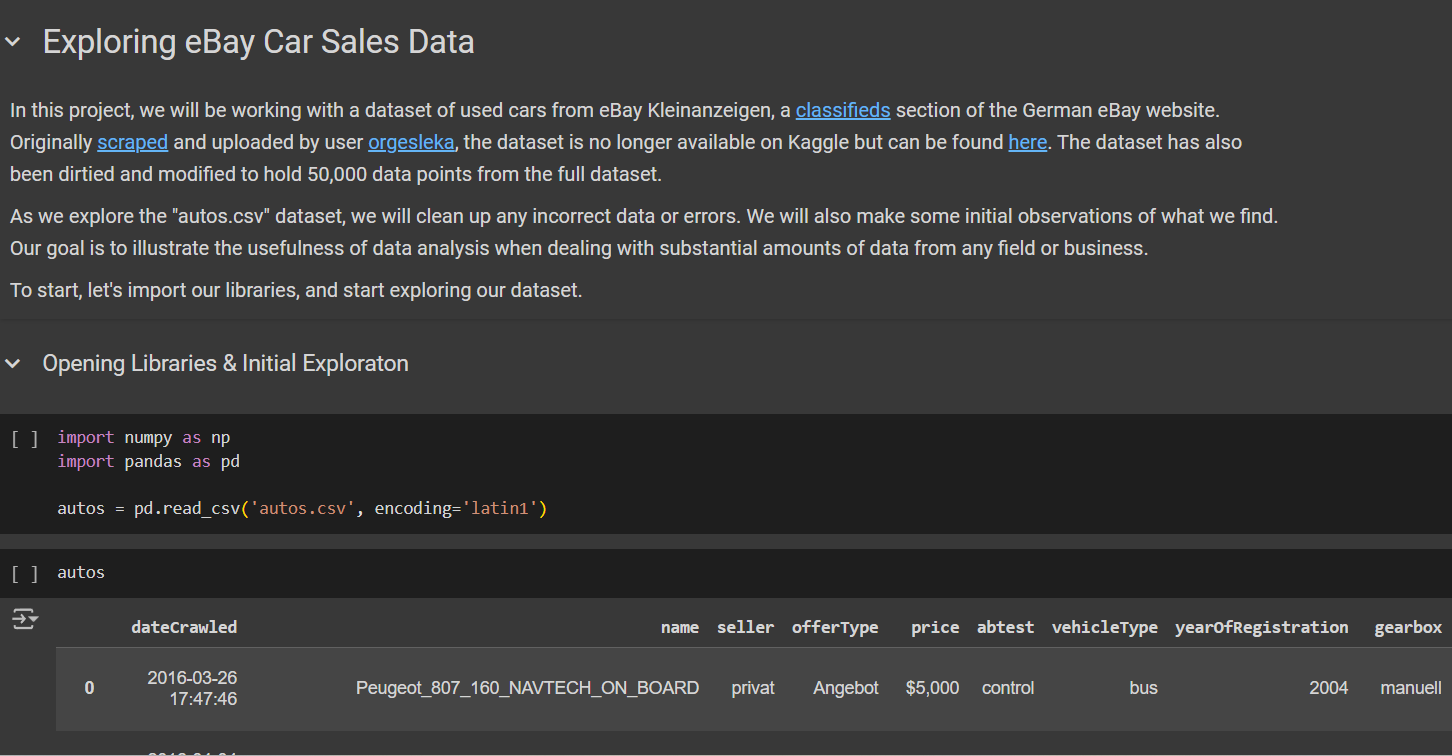 Exploring eBay Car Sales Data
In this project, we will be working with a dataset of used cars from eBay Kleinanzeigen, a classifieds section of the German eBay website.
Originally scraped and uploaded by user orgesleka, the dataset is no longer available on Kaggle but can be found here. The dataset has also
been dirtied and modified to hold 50,000 data points from the full dataset.
As we explore the "autos.csv" dataset, we will clean up any incorrect data or errors. We will also make some initial observations of what we find.
Our goal is to illustrate the usefulness of data analysis when dealing with substantial amounts of data from any field or business.
To start, let's import our libraries, and start exploring our dataset.
Opening Libraries & Initial Exploraton
[ ] import numpy as np
import pandas as pd
autos = pd.read_csv('autos.csv', encoding='latin1')
[ ] autos
dateCrawled name seller offerType price abtest vehicleType yearOfRegistration gearbox
0 2016-03-26 17:47:46 Peugeot_807_160_NAVTECH_ON_BOARD privat Angebot $5,000 control bus 2004 manuell